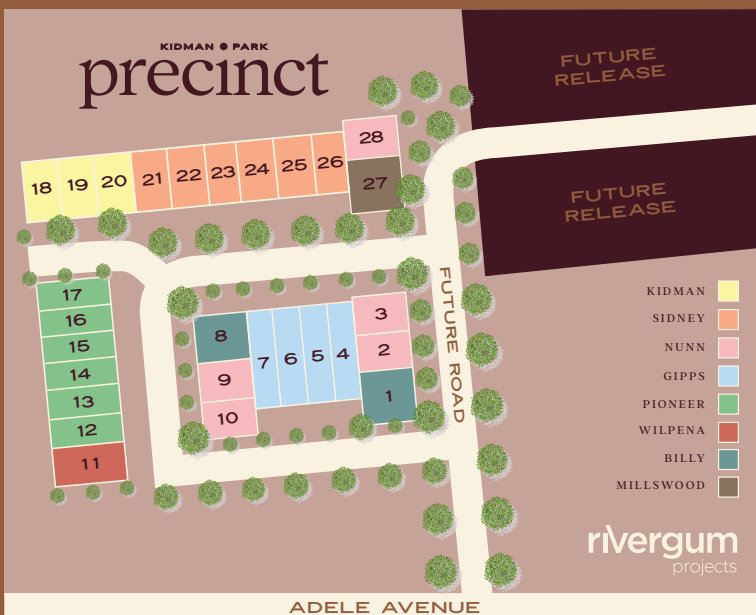 KIDMAN PARK
precinct
FUTURE
RELEASE
28
18 19 20 21 22 23 24 25 26
27
FUTURE
RELEASE
17
16
15
14
13
12
11
8
9
10
7 6 5 4
3
2
1
FUTURE ROAD
KIDMAN
SIDNEY
NUNN
GIPPS
PIONEER
WILPENA
BILLY
MILLSWOOD
rivergum
projects
ADELE AVENUE